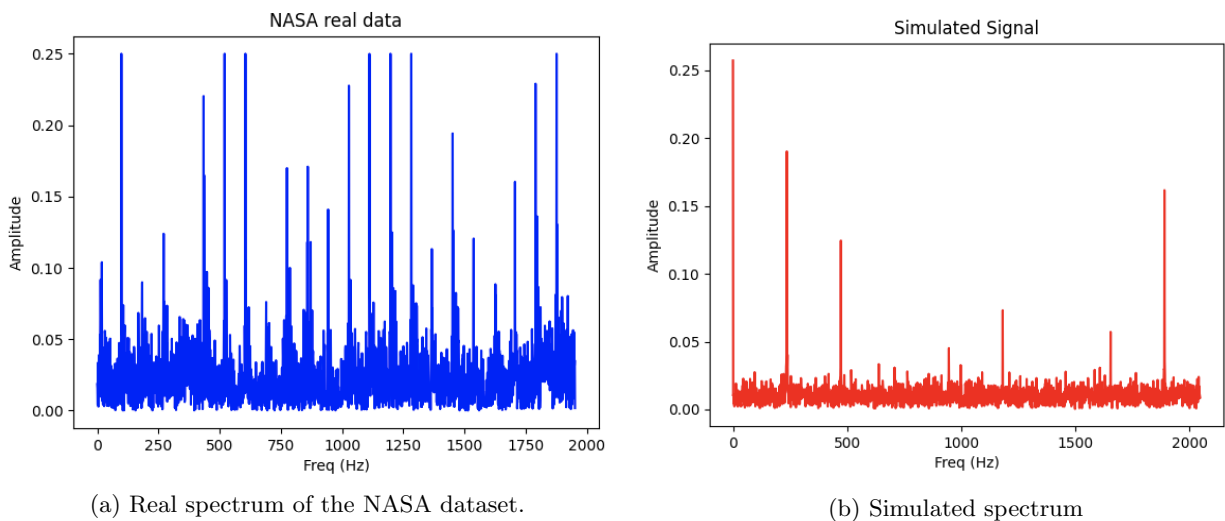 NASA real data
0.25
0.20
0.15
0.10
0.05
0.00
Amplitude
0 250 500 750 1000 1250 1500 1750 2000
Freq (Hz)
(a) Real spectrum of the NASA dataset.
Simulated Signal
0.25
0.20
0.15
0.10
0.05
0.00
Amplitude
0 500 1000 1500 2000
Freq (Hz)
(b) Simulated spectrum